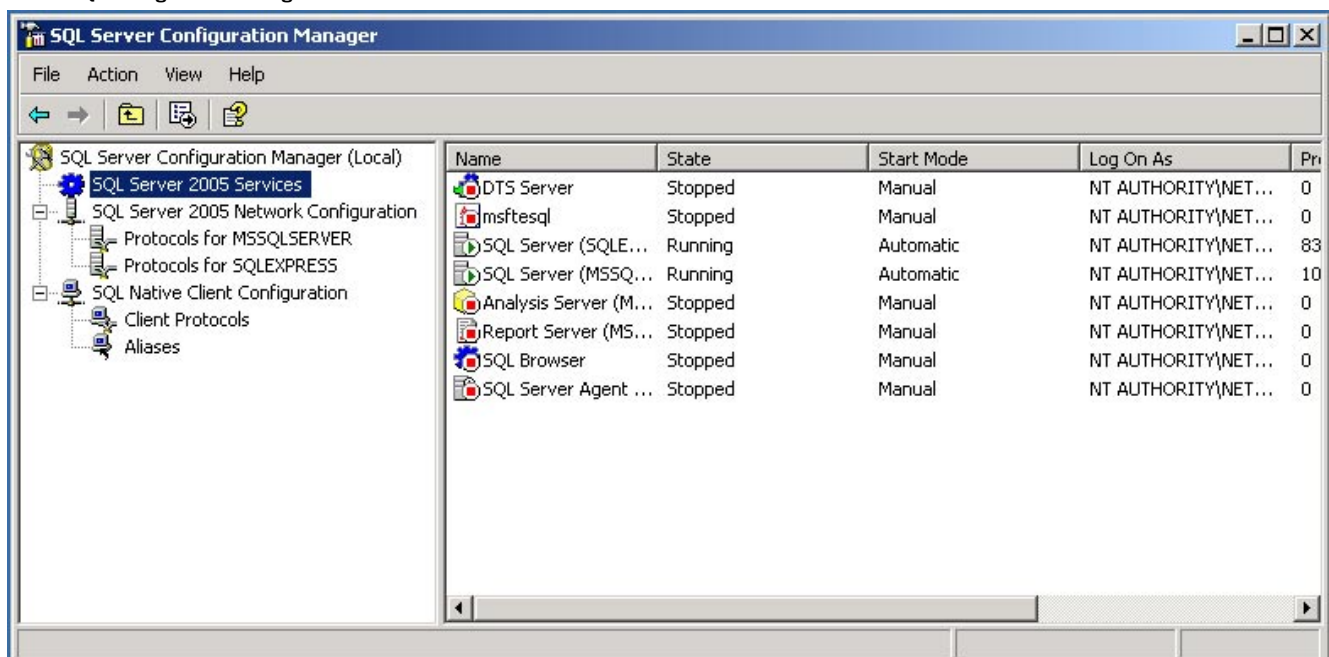 SQL Server Configuration Manager
File Action View Help
SQL Server Configuration Manager (Local)
SQL Server 2005 Services
SQL Server 2005 Network Configuration
Protocols for MSSQLSERVER
Protocols for SQLEXPRESS
SQL Native Client Configuration
Client Protocols
Aliases
Name State Start Mode Log On As Pr
DTS Server Stopped Manual NT AUTHORITY\NET... 0
msftesql Stopped Manual NT AUTHORITY\NET... 0
SQL Server (SQLE... Running Automatic NT AUTHORITY\NET... 83
SQL Server (MSSQ... Running Automatic NT AUTHORITY\NET... 10
Analysis Server (M... Stopped Manual NT AUTHORITY\NET... 0
Report Server (MS... Stopped Manual NT AUTHORITY\NET... 0
SQL Browser Stopped Manual NT AUTHORITY\NET... 0
SQL Server Agent ... Stopped Manual NT AUTHORITY\NET... 0